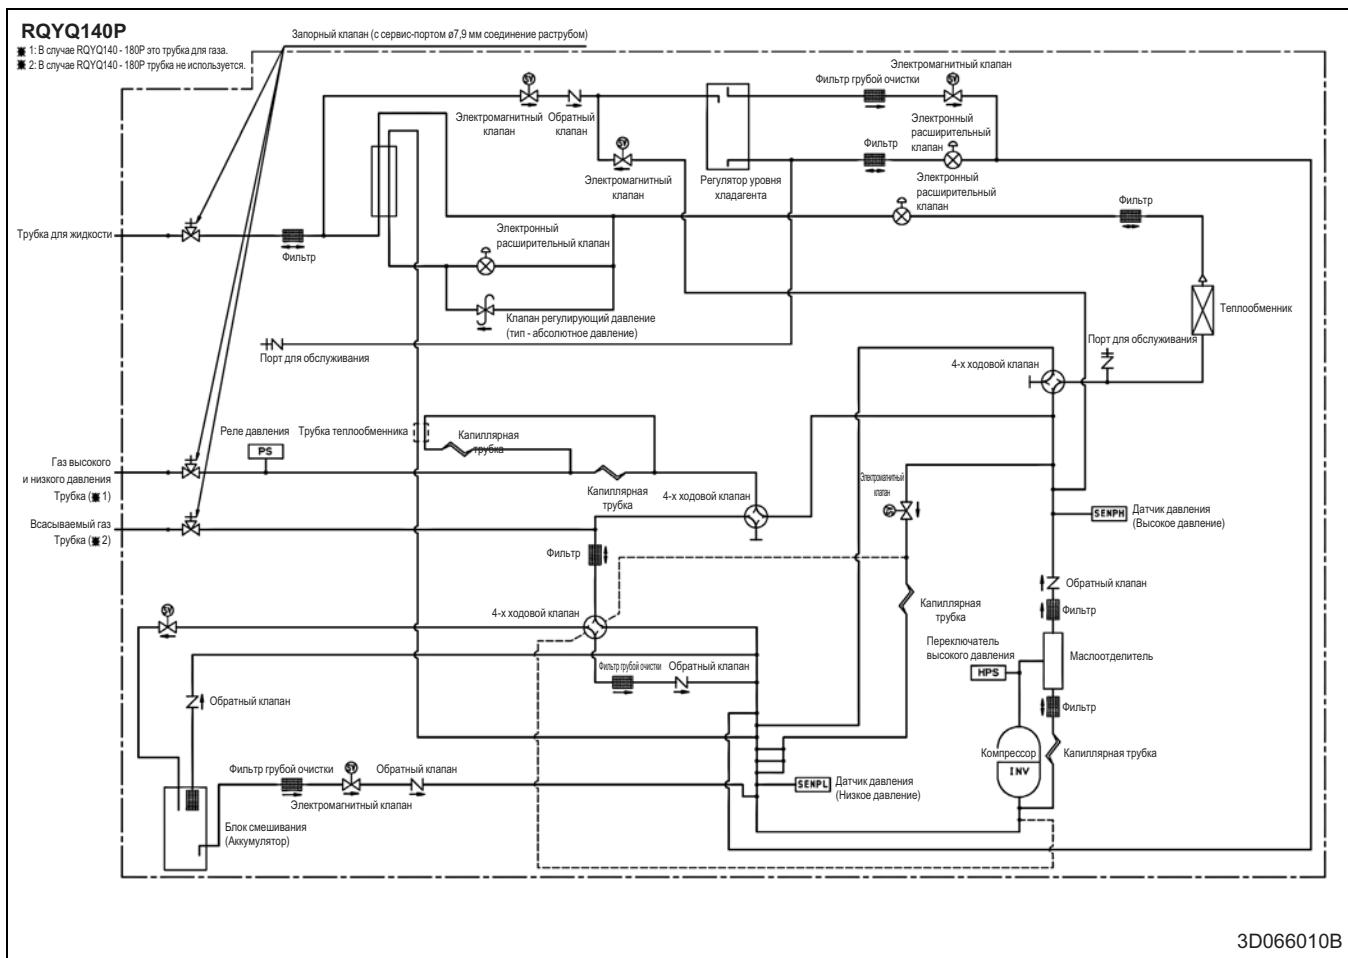 RQYQ140P
✱ 1: В случае RQYQ140 - 180P это трубка для газа.
✱ 2: В случае RQYQ140 - 180P трубка не используется.
Запорный клапан (с сервис-портом ø7,9 мм соединение раструбом)
SV
Электромагнитный
клапан
Обратный
клапан
SV
Электромагнитный
клапан
Регулятор уровня
хладагента
Фильтр грубой очистки
Электромагнитный клапан
SV
Электронный
расширительный
клапан
Фильтр
Электронный
расширительный
клапан
Фильтр
Трубка для жидкости
Фильтр
Электронный
расширительный клапан
Клапан регулирующий давление
(тип - абсолютное давление)
Порт для обслуживания
Теплообменник
Порт для обслуживания
4-х ходовой клапан
Реле давления
PS
Трубка теплообменника
Капиллярная
трубка
Газ высокого
и низкого давления
Трубка (✱ 1)
Капиллярная
трубка
4-х ходовой клапан
Электромагнитный
клапан
SV
Всасываемый газ
Трубка (✱ 2)
SENPH
Датчик давления
(Высокое давление)
Фильтр
Обратный клапан
Капиллярная
трубка
Фильтр
SV
4-х ходовой клапан
Переключатель
высокого давления
HPS
Маслоотделитель
Фильтр грубой очистки
Обратный клапан
Обратный клапан
Фильтр
Компрессор
INV
Капиллярная трубка
Фильтр грубой очистки
SV
Обратный клапан
Электромагнитный клапан
SENPL
Датчик давления
(Низкое давление)
Блок смешивания
(Аккумулятор)
3D066010B